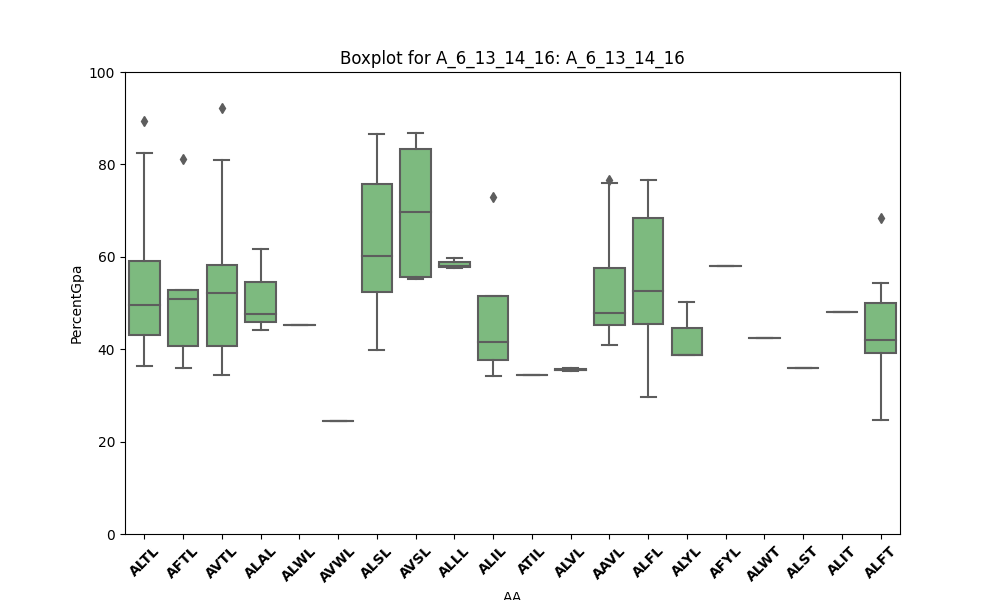 Boxplot for A_6_13_14_16: A_6_13_14_16
100
80
60
40
20
0
PercentGpa
ALTL AFTL AVTL ALAL ALWL AVWL ALSL AVSL ALLL ALIL ATIL ALVL AAVL ALFL ALYL AFYL ALWT ALST ALIT ALFT
AA